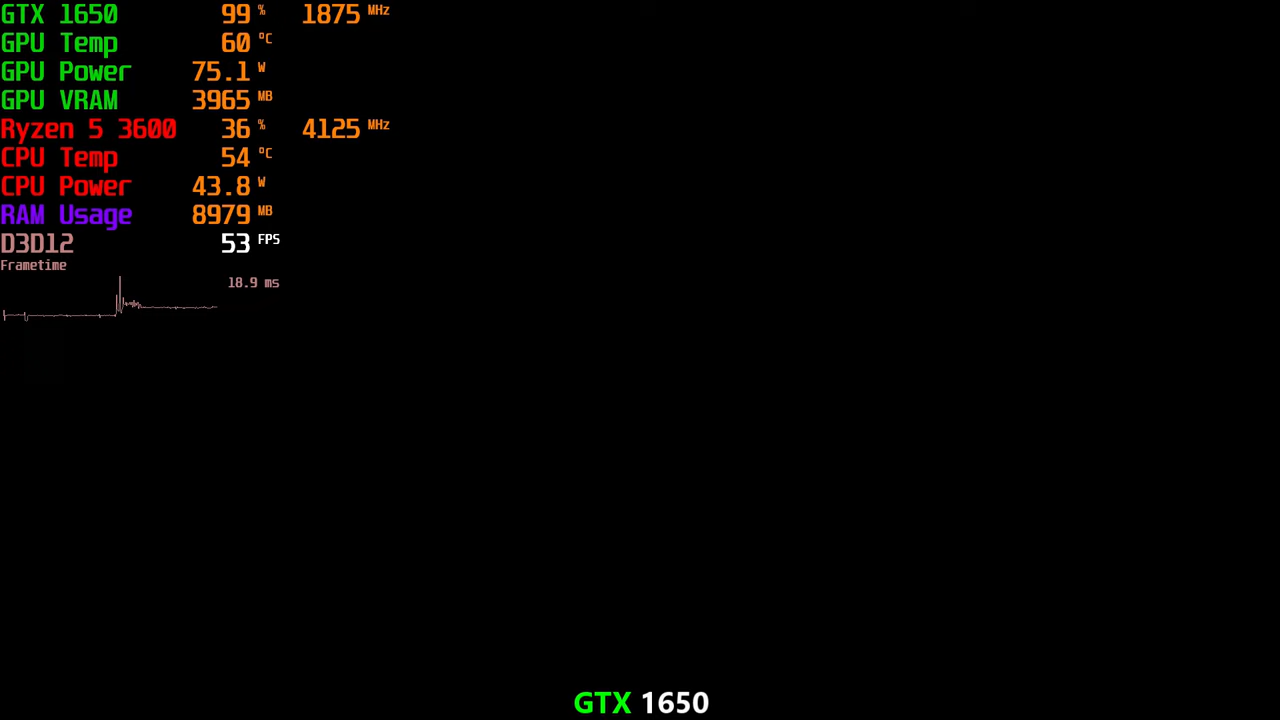 GTX 1650 99 % 1875 MHz
GPU Temp 60 °C
GPU Power 75.1 W
GPU VRAM 3965 MB
Ryzen 5 3600 36 % 4125 MHz
CPU Temp 54 °C
CPU Power 43.8 W
RAM Usage 8979 MB
D3D12 53 FPS
Frametime
18.9 ms
GTX 1650